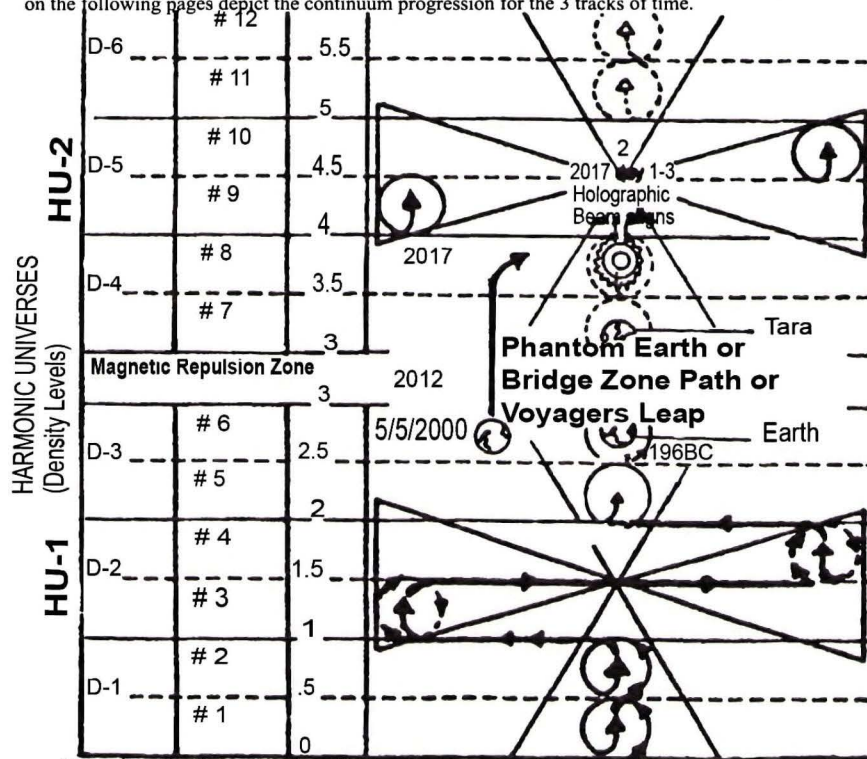 on the following pages depict the continuum progression for the 3 tracks of time.
# 12
D-6
5.5
# 11
5
# 10
2
D-5
4.5
2017
1-3
# 9
Holographic
Beam aligns
HU-2
4
# 8
2017
D-4
3.5
# 7
Tara
3
Phantom Earth or
Magnetic Repulsion Zone
2012
Bridge Zone Path or
3
Voyagers Leap
# 6
5/5/2000
Earth
D-3
2.5
196BC
# 5
HARMONIC UNIVERSES
(Density Levels)
2
# 4
D-2
1.5
HU-1
# 3
1
# 2
D-1
.5
# 1
0